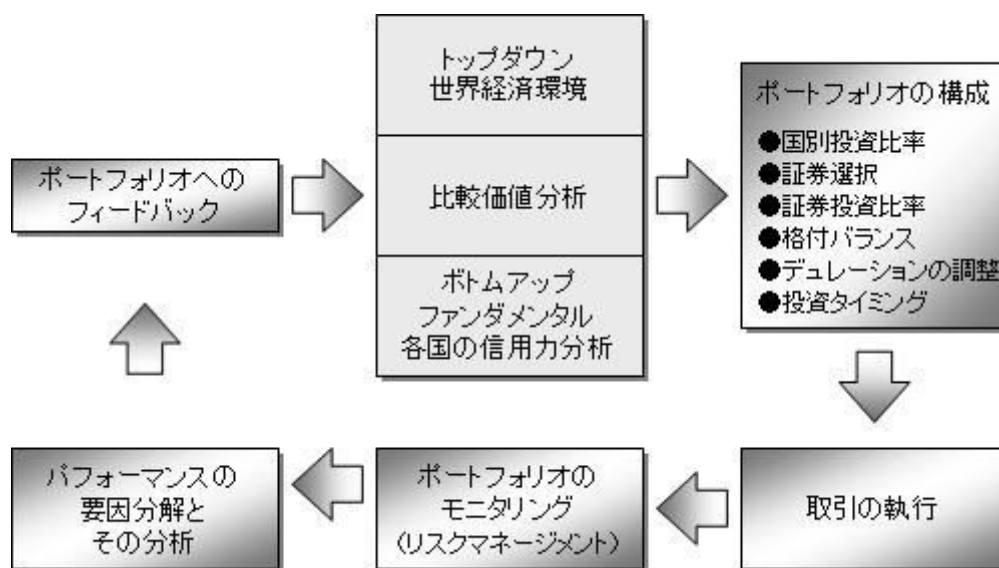 ポートフォリオへの
フィードバック
トップダウン
世界経済環境
比較価値分析
ボトムアップ
ファンダメンタル
各国の信用力分析
ポートフォリオの構成
●国別投資比率
●証券選択
●証券投資比率
●格付バランス
●デュレーションの調整
●投資タイミング
取引の執行
ポートフォリオの
モニタリング
(リスクマネージメント)
パフォーマンスの
要因分解と
その分析